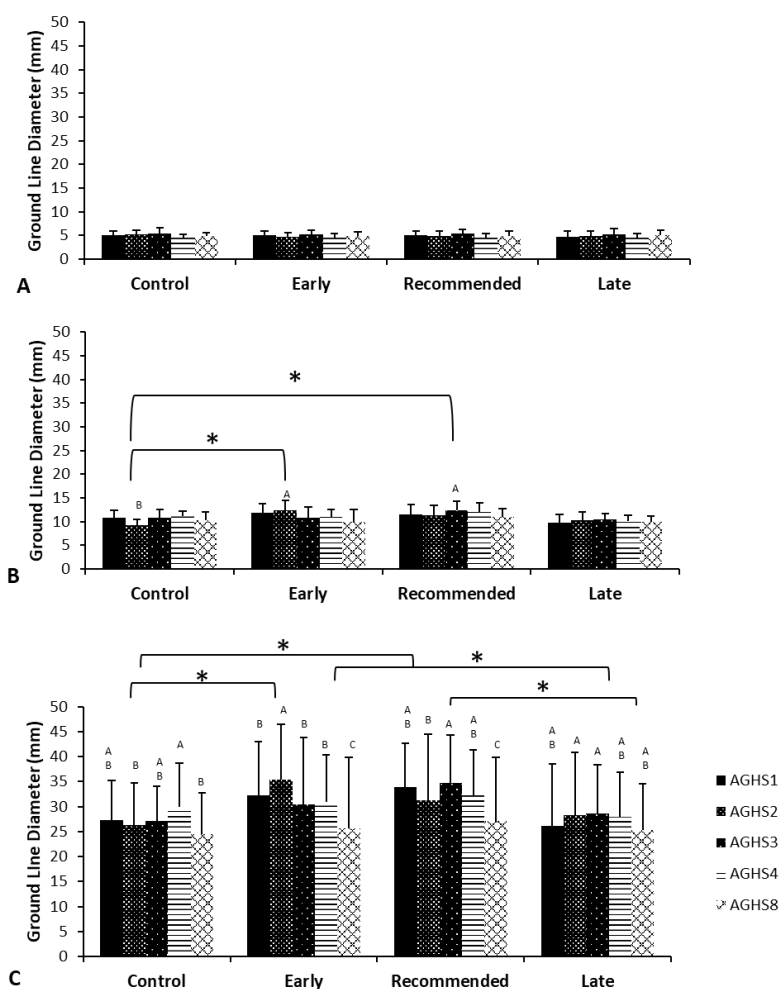 50
45
40
35
30
25
20
15
10
5
0
Ground Line Diameter (mm)
A
Control Early Recommended Late
50
45
40
35
30
25
20
15
10
5
0
Ground Line Diameter (mm)
*
*
B A A
B
Control Early Recommended Late
* * * *
50
45
40
35
30
25
20
15
10
5
0
Ground Line Diameter (mm)
A B B A B A B
B A B B C
A B B A A B C
A B A A A B A B
AGHS1
AGHS2
AGHS3
AGHS4
AGHS8
C
Control Early Recommended Late